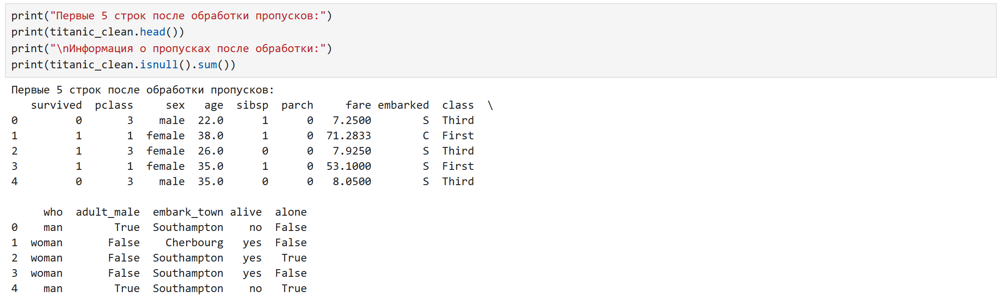 print("Первые 5 строк после обработки пропусков:")
print(titanic_clean.head())
print("\nИнформация о пропусках после обработки:")
print(titanic_clean.isnull().sum())
Первые 5 строк после обработки пропусков:
   survived  pclass     sex   age  sibsp  parch     fare embarked  class  \
0         0       3    male  22.0      1      0   7.2500        S  Third
1         1       1  female  38.0      1      0  71.2833        C  First
2         1       3  female  26.0      0      0   7.9250        S  Third
3         1       1  female  35.0      1      0  53.1000        S  First
4         0       3    male  35.0      0      0   8.0500        S  Third
     who  adult_male  embark_town alive  alone
0    man        True  Southampton    no  False
1  woman       False    Cherbourg   yes  False
2  woman       False  Southampton   yes   True
3  woman       False  Southampton   yes  False
4    man        True  Southampton    no   True